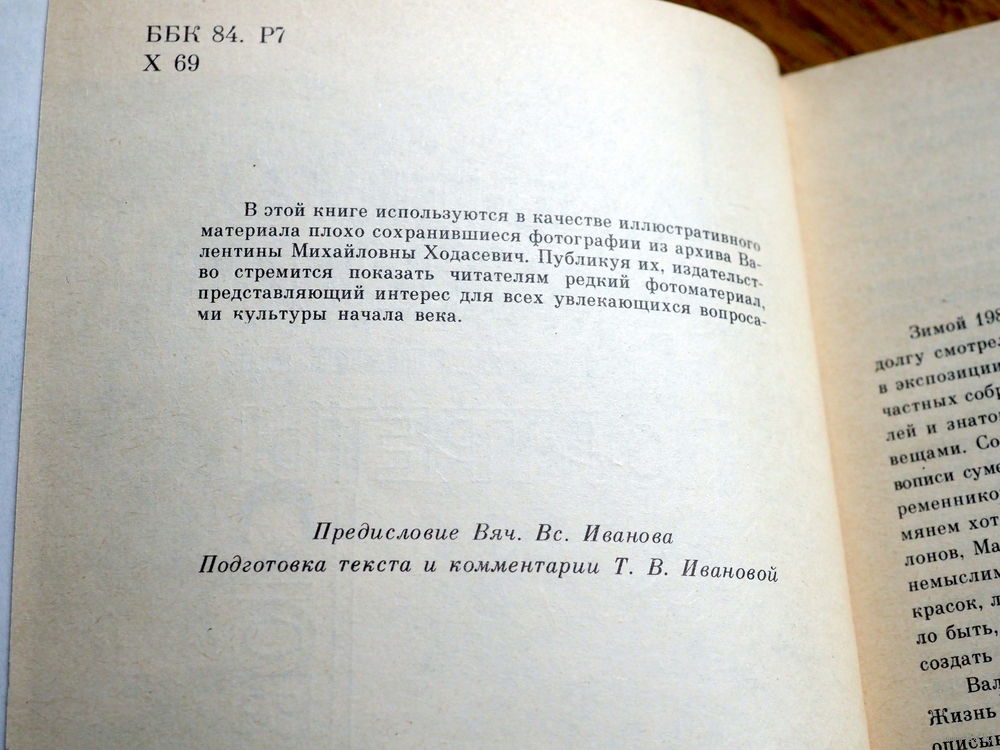 ББК 84. Р7
Х 69
В этой книге используются в качестве иллюстративного
материала плохо сохранившиеся фотографии из архива Ва-
лентины Михайловны Ходасевич. Публикуя их, издательст-
во стремится показать читателям редкий фотоматериал,
представляющий интерес для всех увлекающихся вопроса-
ми культуры начала века.
Предисловие Вяч. Вс. Иванова
Подготовка текста и комментарии Т. В. Ивановой
Зимой 198
долгу смотре
в экспозиции
частных соб
лей и знато
вещами. Со
вописи суме
ременнико
мянем хот
лонов, Ма
немыслим
красок, л
ло быть,
создать
Вал
Жизнь
описыв